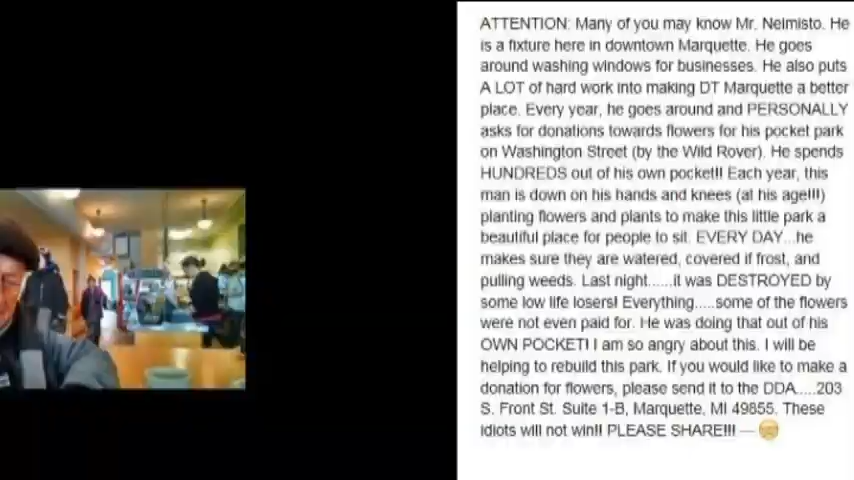 ATTENTION: Many of you may know Mr. Nelmisto. He
is a fixture here in downtown Marquette. He goes
around washing windows for businesses. He also puts
A LOT of hard work into making DT Marquette a better
place. Every year, he goes around and PERSONALLY
asks for donations towards flowers for his pocket park
on Washington Street (by the Wild Rover). He spends
HUNDREDS out of his own pocket!! Each year, this
man is down on his hands and knees (at his age!!!)
planting flowers and plants to make this little park a
beautiful place for people to sit. EVERY DAY...he
makes sure they are watered, covered if frost, and
pulling weeds. Last night......it was DESTROYED by
some low life losers! Everything.....some of the flowers
were not even paid for. He was doing that out of his
OWN POCKET! I am so angry about this. I will be
helping to rebuild this park. If you would like to make a
donation for flowers, please send it to the DDA.....203
S. Front St. Suite 1-B, Marquette, MI 49855. These
idiots will not win!! PLEASE SHARE!!! —